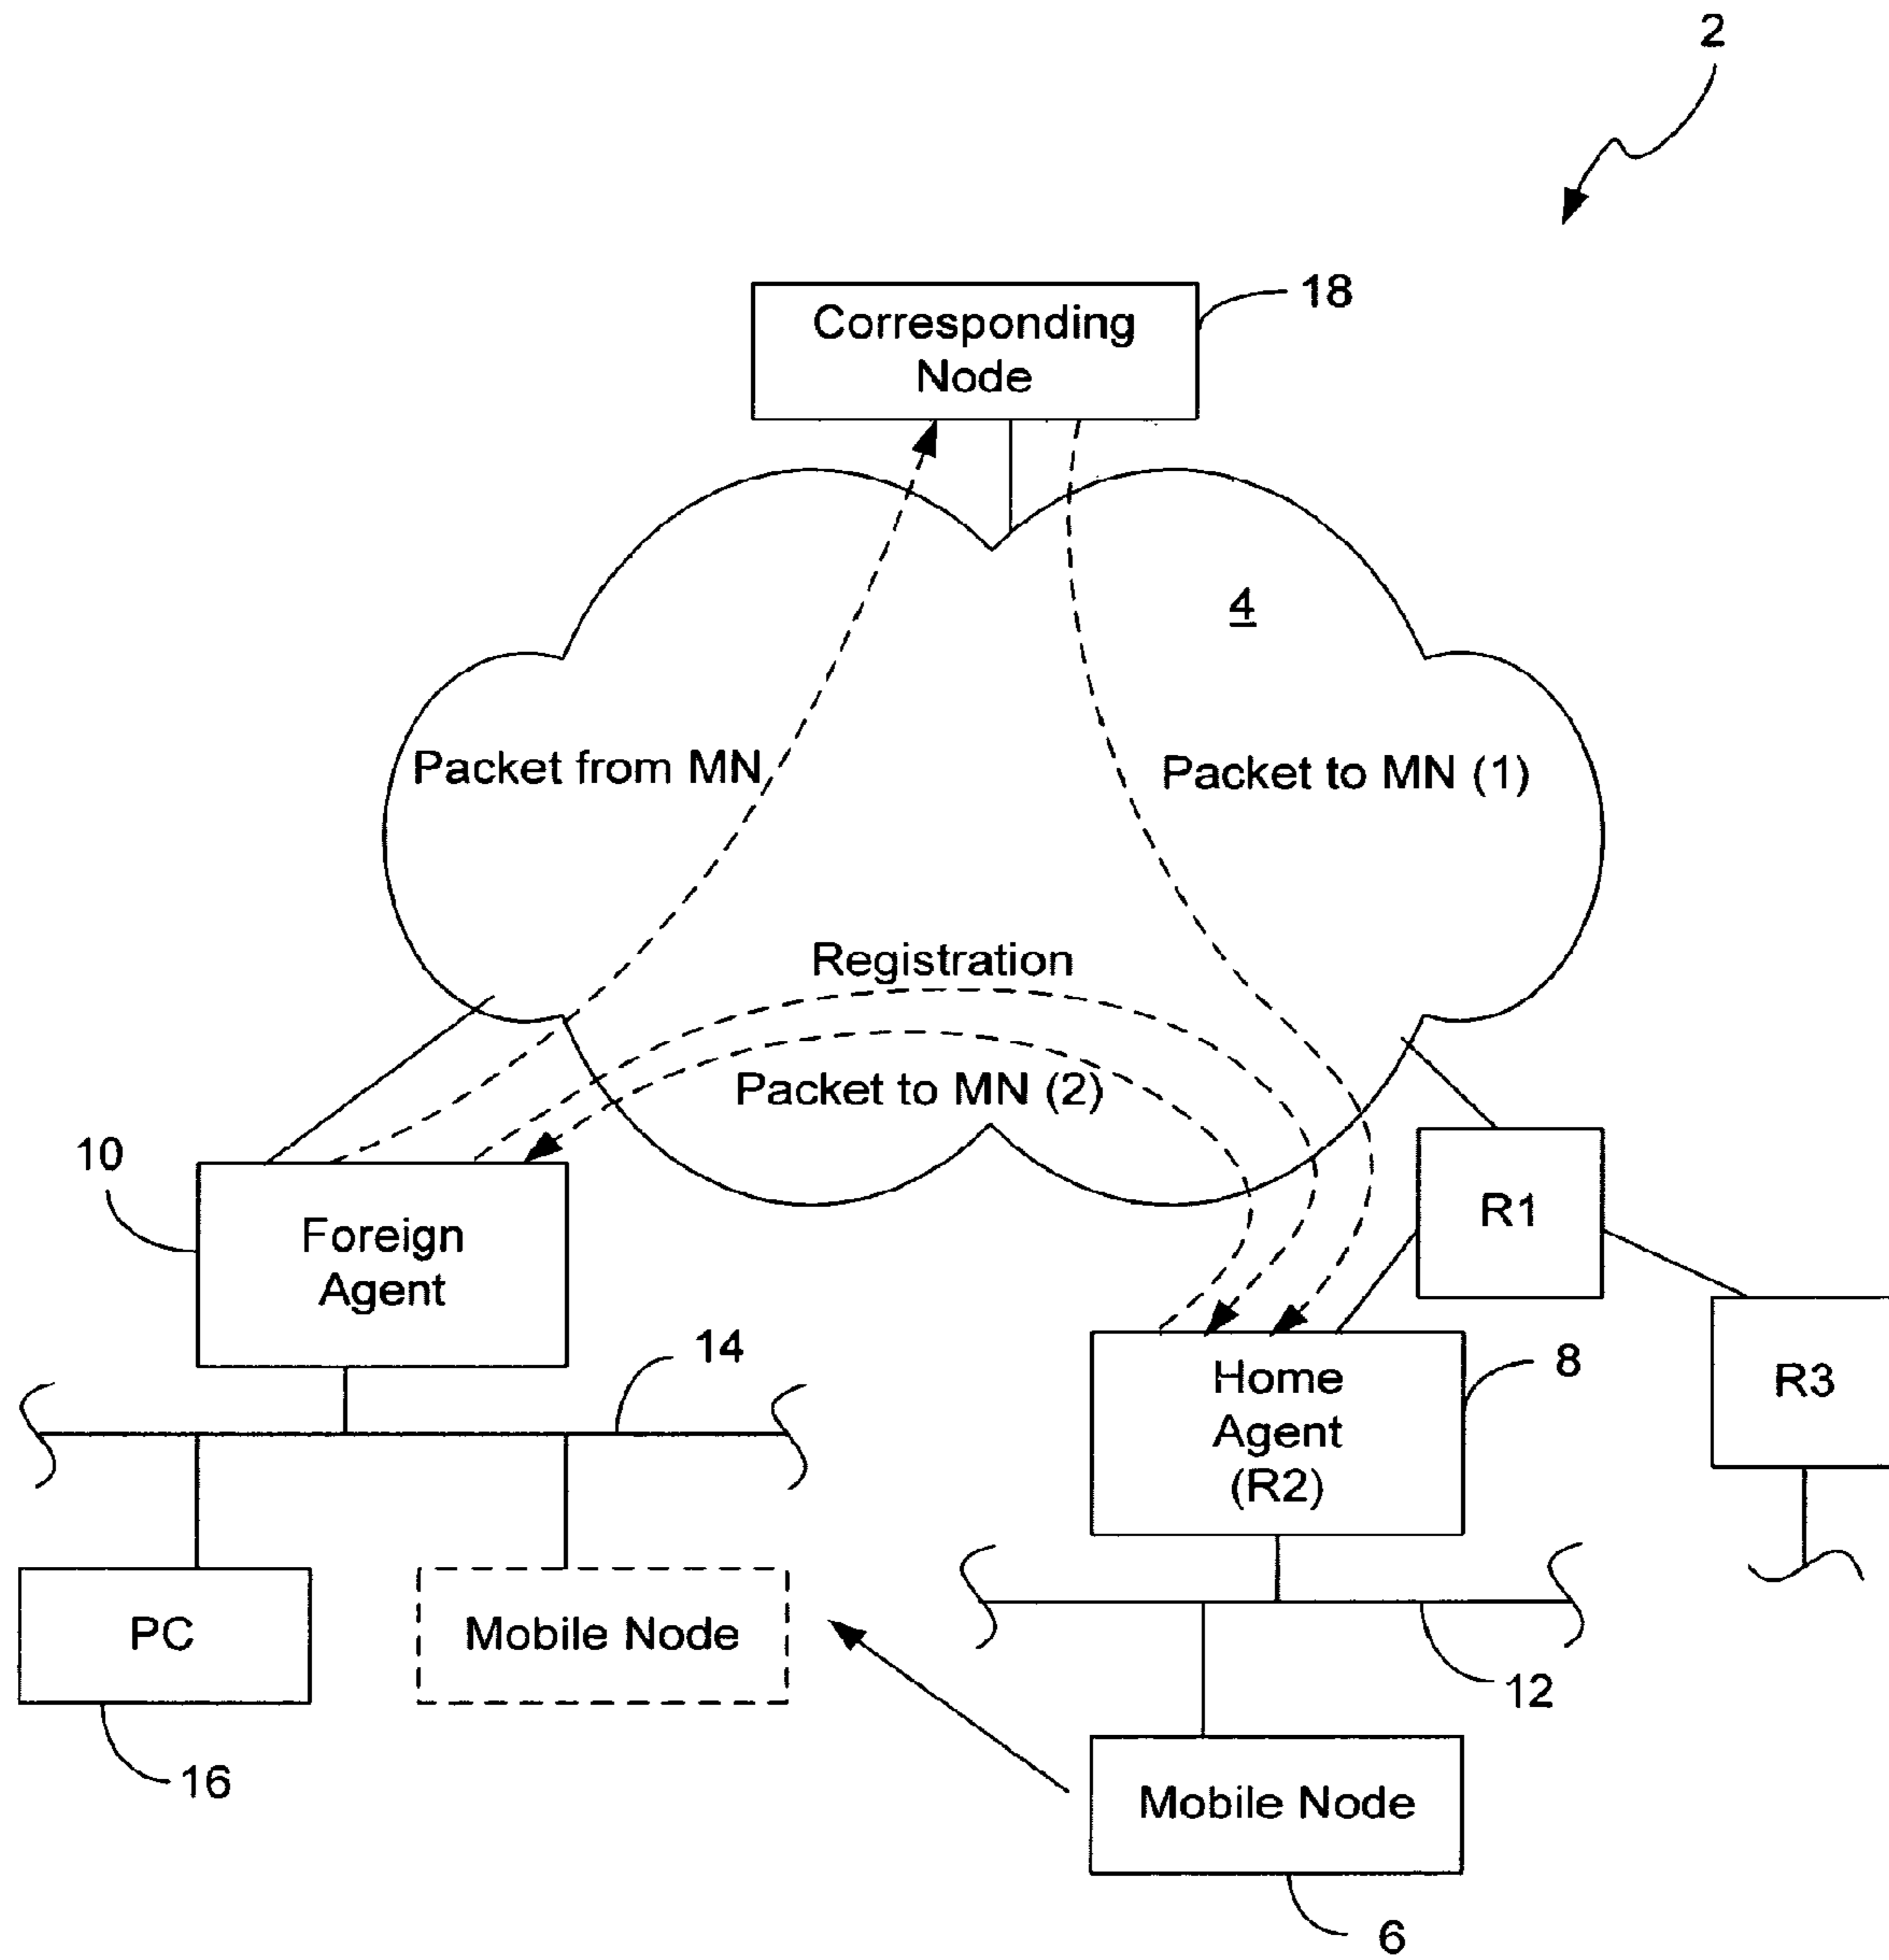 2
18
Corresponding
Node
4
Packet from MN
Packet to MN (1)
Registration
Packet to MN (2)
10
R1
Foreign
Agent
14
8
Home
Agent
(R2)
R3
PC
Mobile Node
12
16
Mobile Node
6